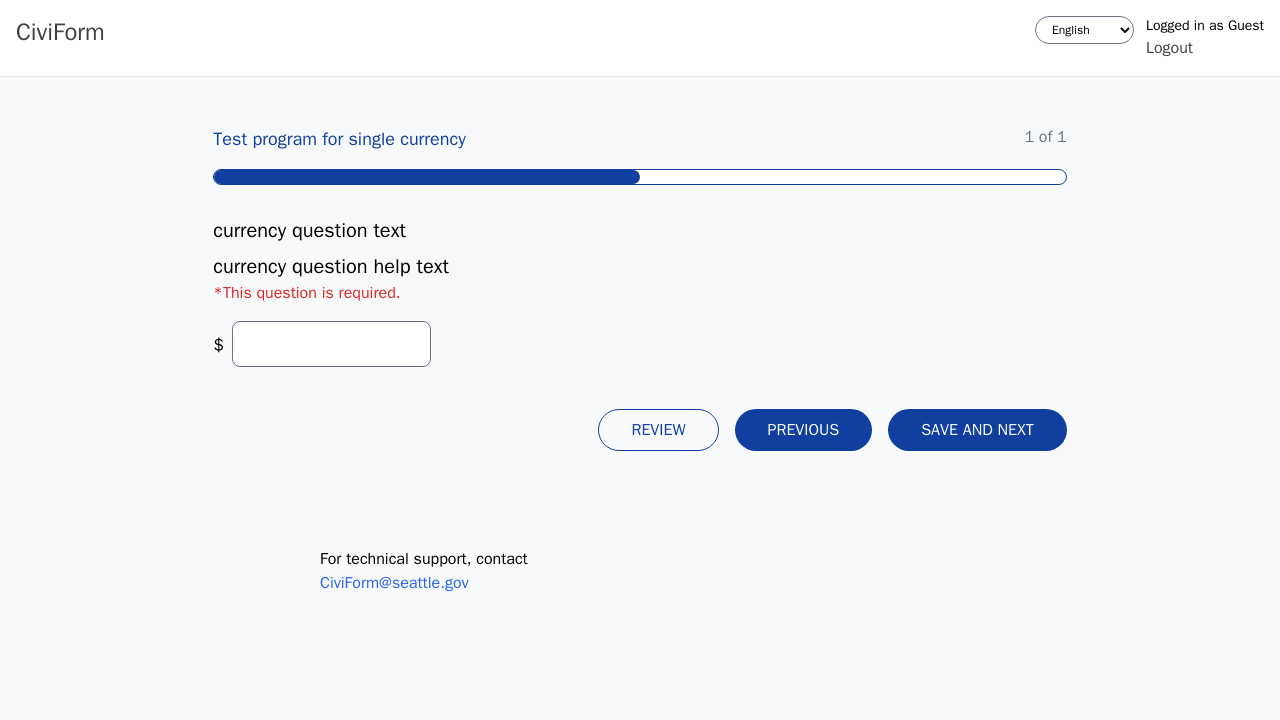 CiviForm
English
Logged in as Guest
Logout
Test program for single currency
1 of 1
currency question text
currency question help text
*This question is required.
$
REVIEW
PREVIOUS
SAVE AND NEXT
For technical support, contact
CiviForm@seattle.gov